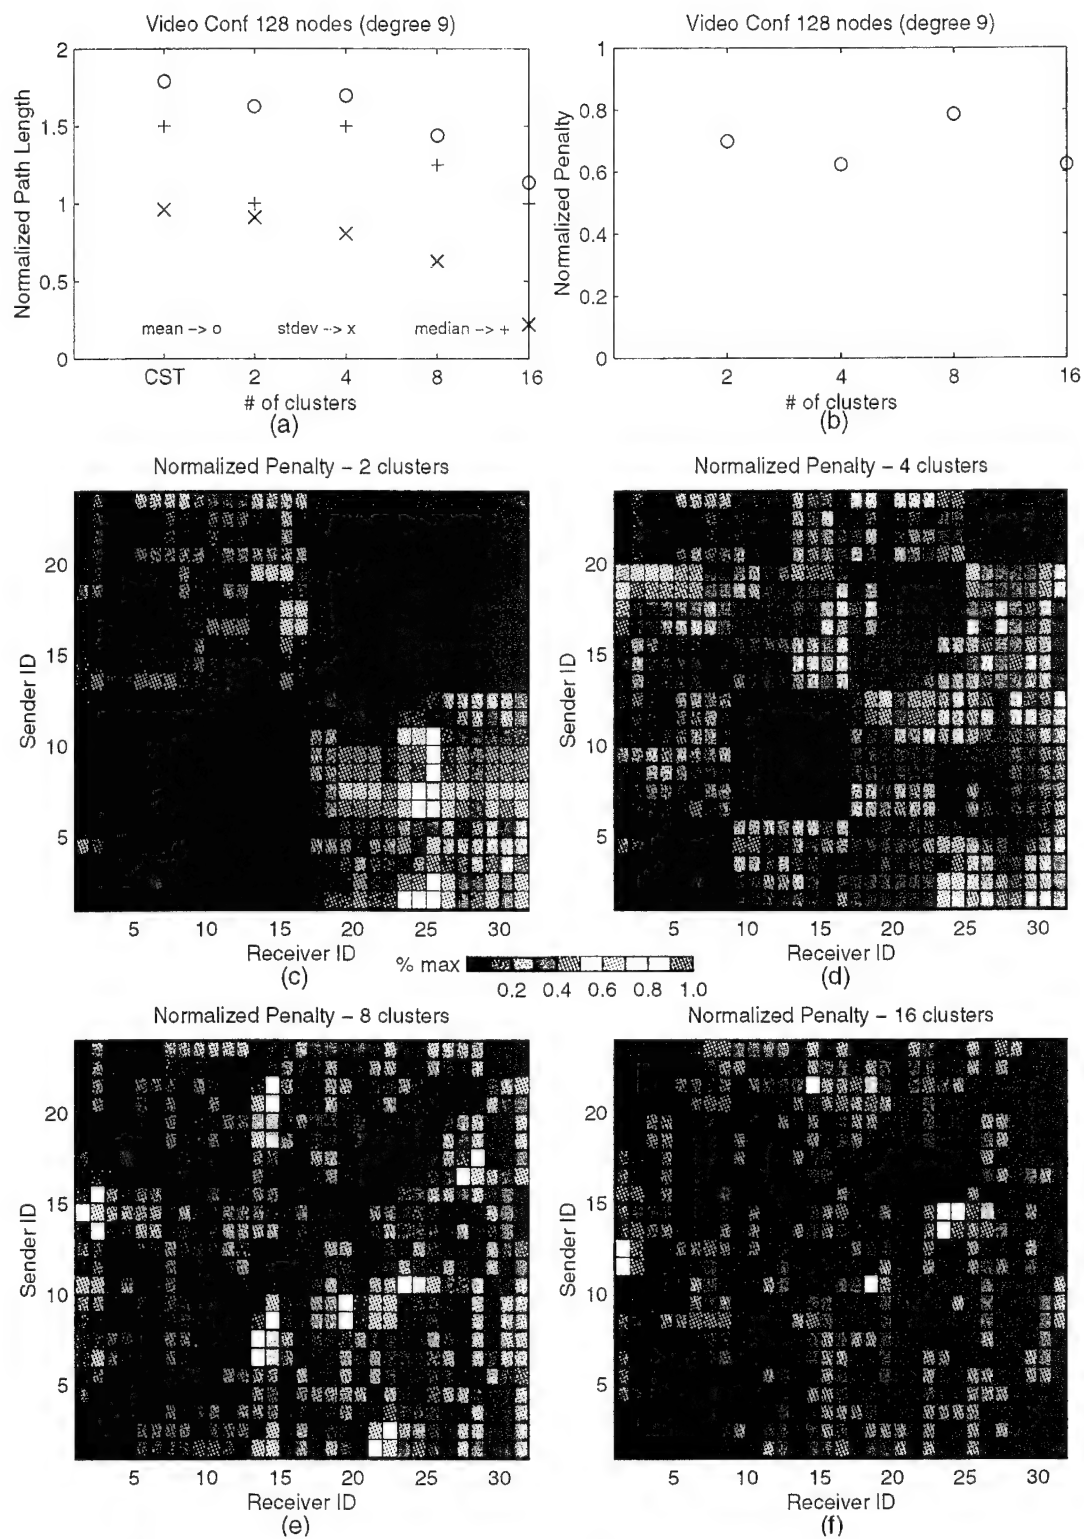 Video Conf 128 nodes (degree 9)
Normalized Path Length
2
1.5
1
0.5
0
mean -> o
stdev -> x
median -> +
CST 2 4 8 16
# of clusters
(a)
Video Conf 128 nodes (degree 9)
Normalized Penalty
1
0.8
0.6
0.4
0.2
0
2 4 8 16
# of clusters
(b)
Normalized Penalty – 2 clusters
Sender ID
20
15
10
5
5 10 15 20 25 30
Receiver ID
(c)
Normalized Penalty – 4 clusters
Sender ID
20
15
10
5
5 10 15 20 25 30
Receiver ID
(d)
% max
0.2 0.4 0.6 0.8 1.0
Normalized Penalty – 8 clusters
Sender ID
20
15
10
5
5 10 15 20 25 30
Receiver ID
(e)
Normalized Penalty – 16 clusters
Sender ID
20
15
10
5
5 10 15 20 25 30
Receiver ID
(f)